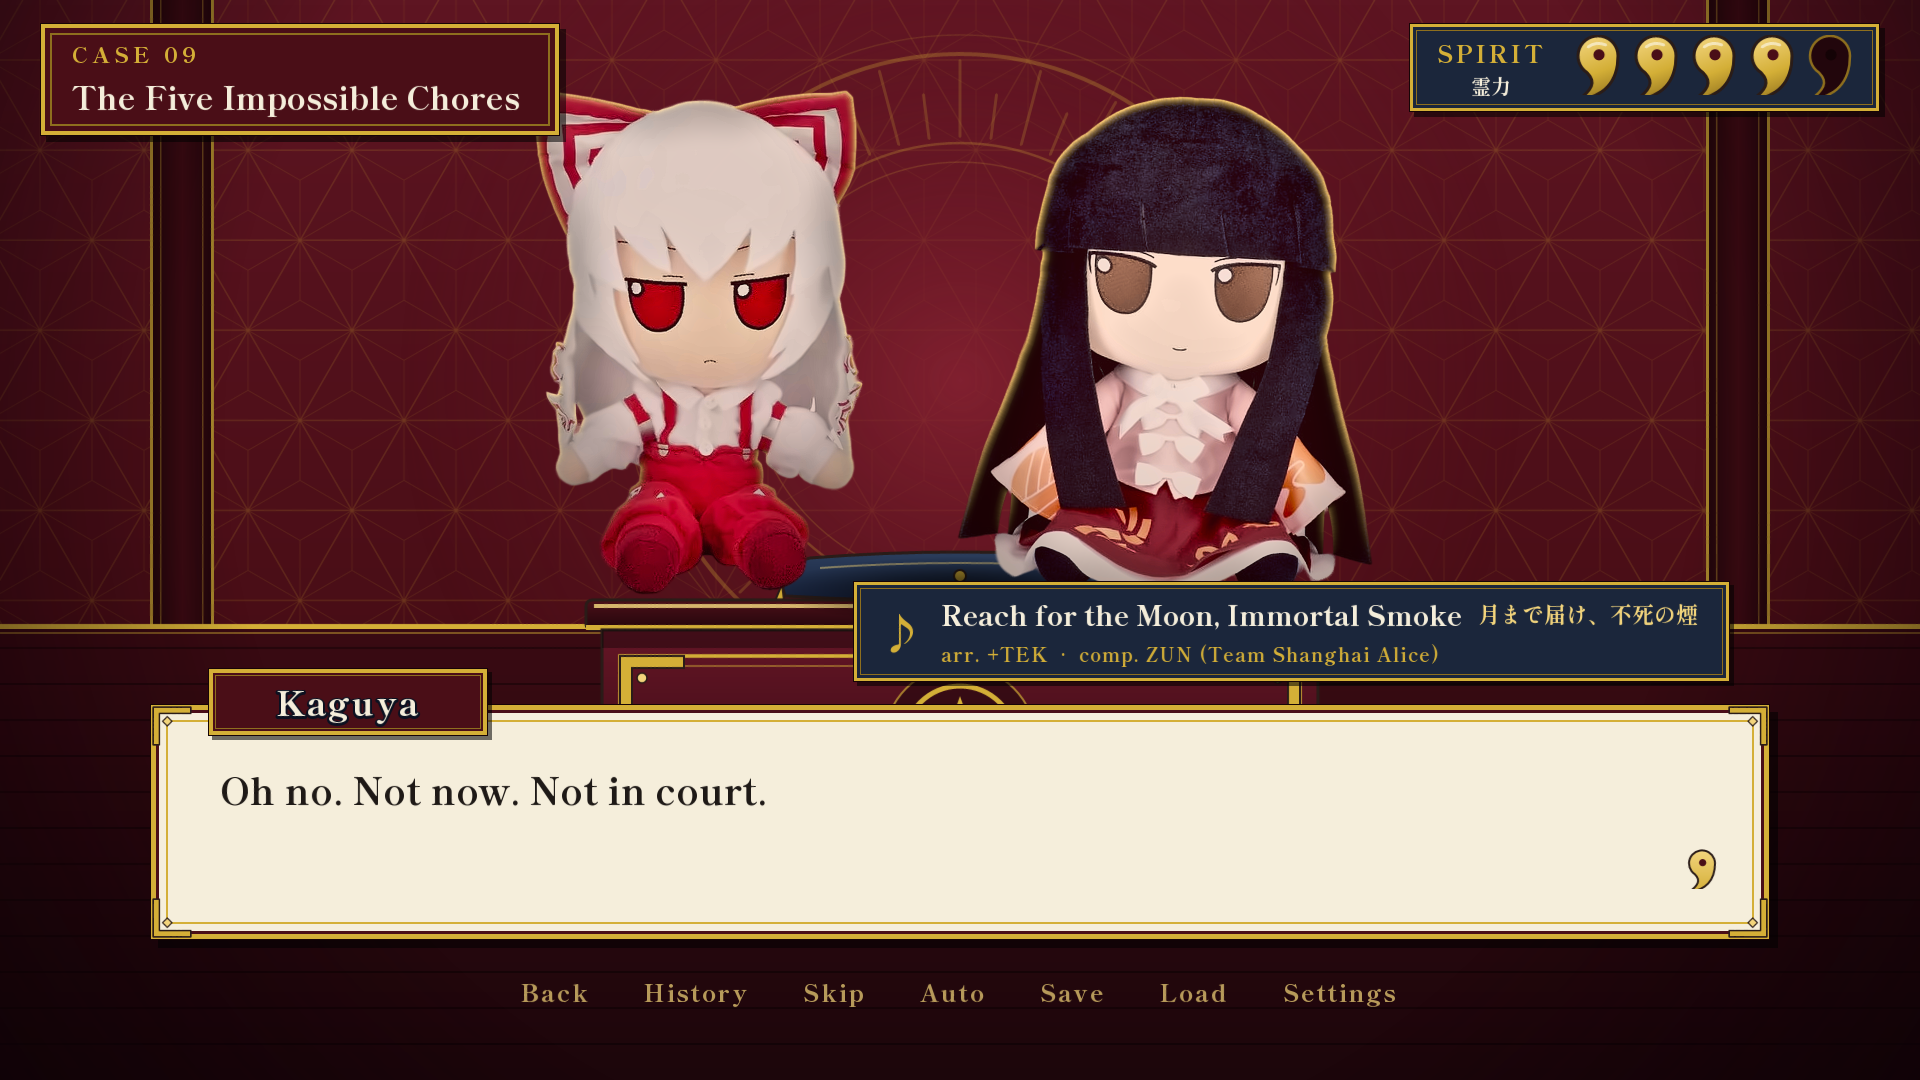 CASE 09
The Five Impossible Chores
SPIRIT
霊力
Reach for the Moon, Immortal Smoke 月まで届け、不死の煙
arr. +TEK · comp. ZUN (Team Shanghai Alice)
Kaguya
Oh no. Not now. Not in court.
Back History Skip Auto Save Load Settings